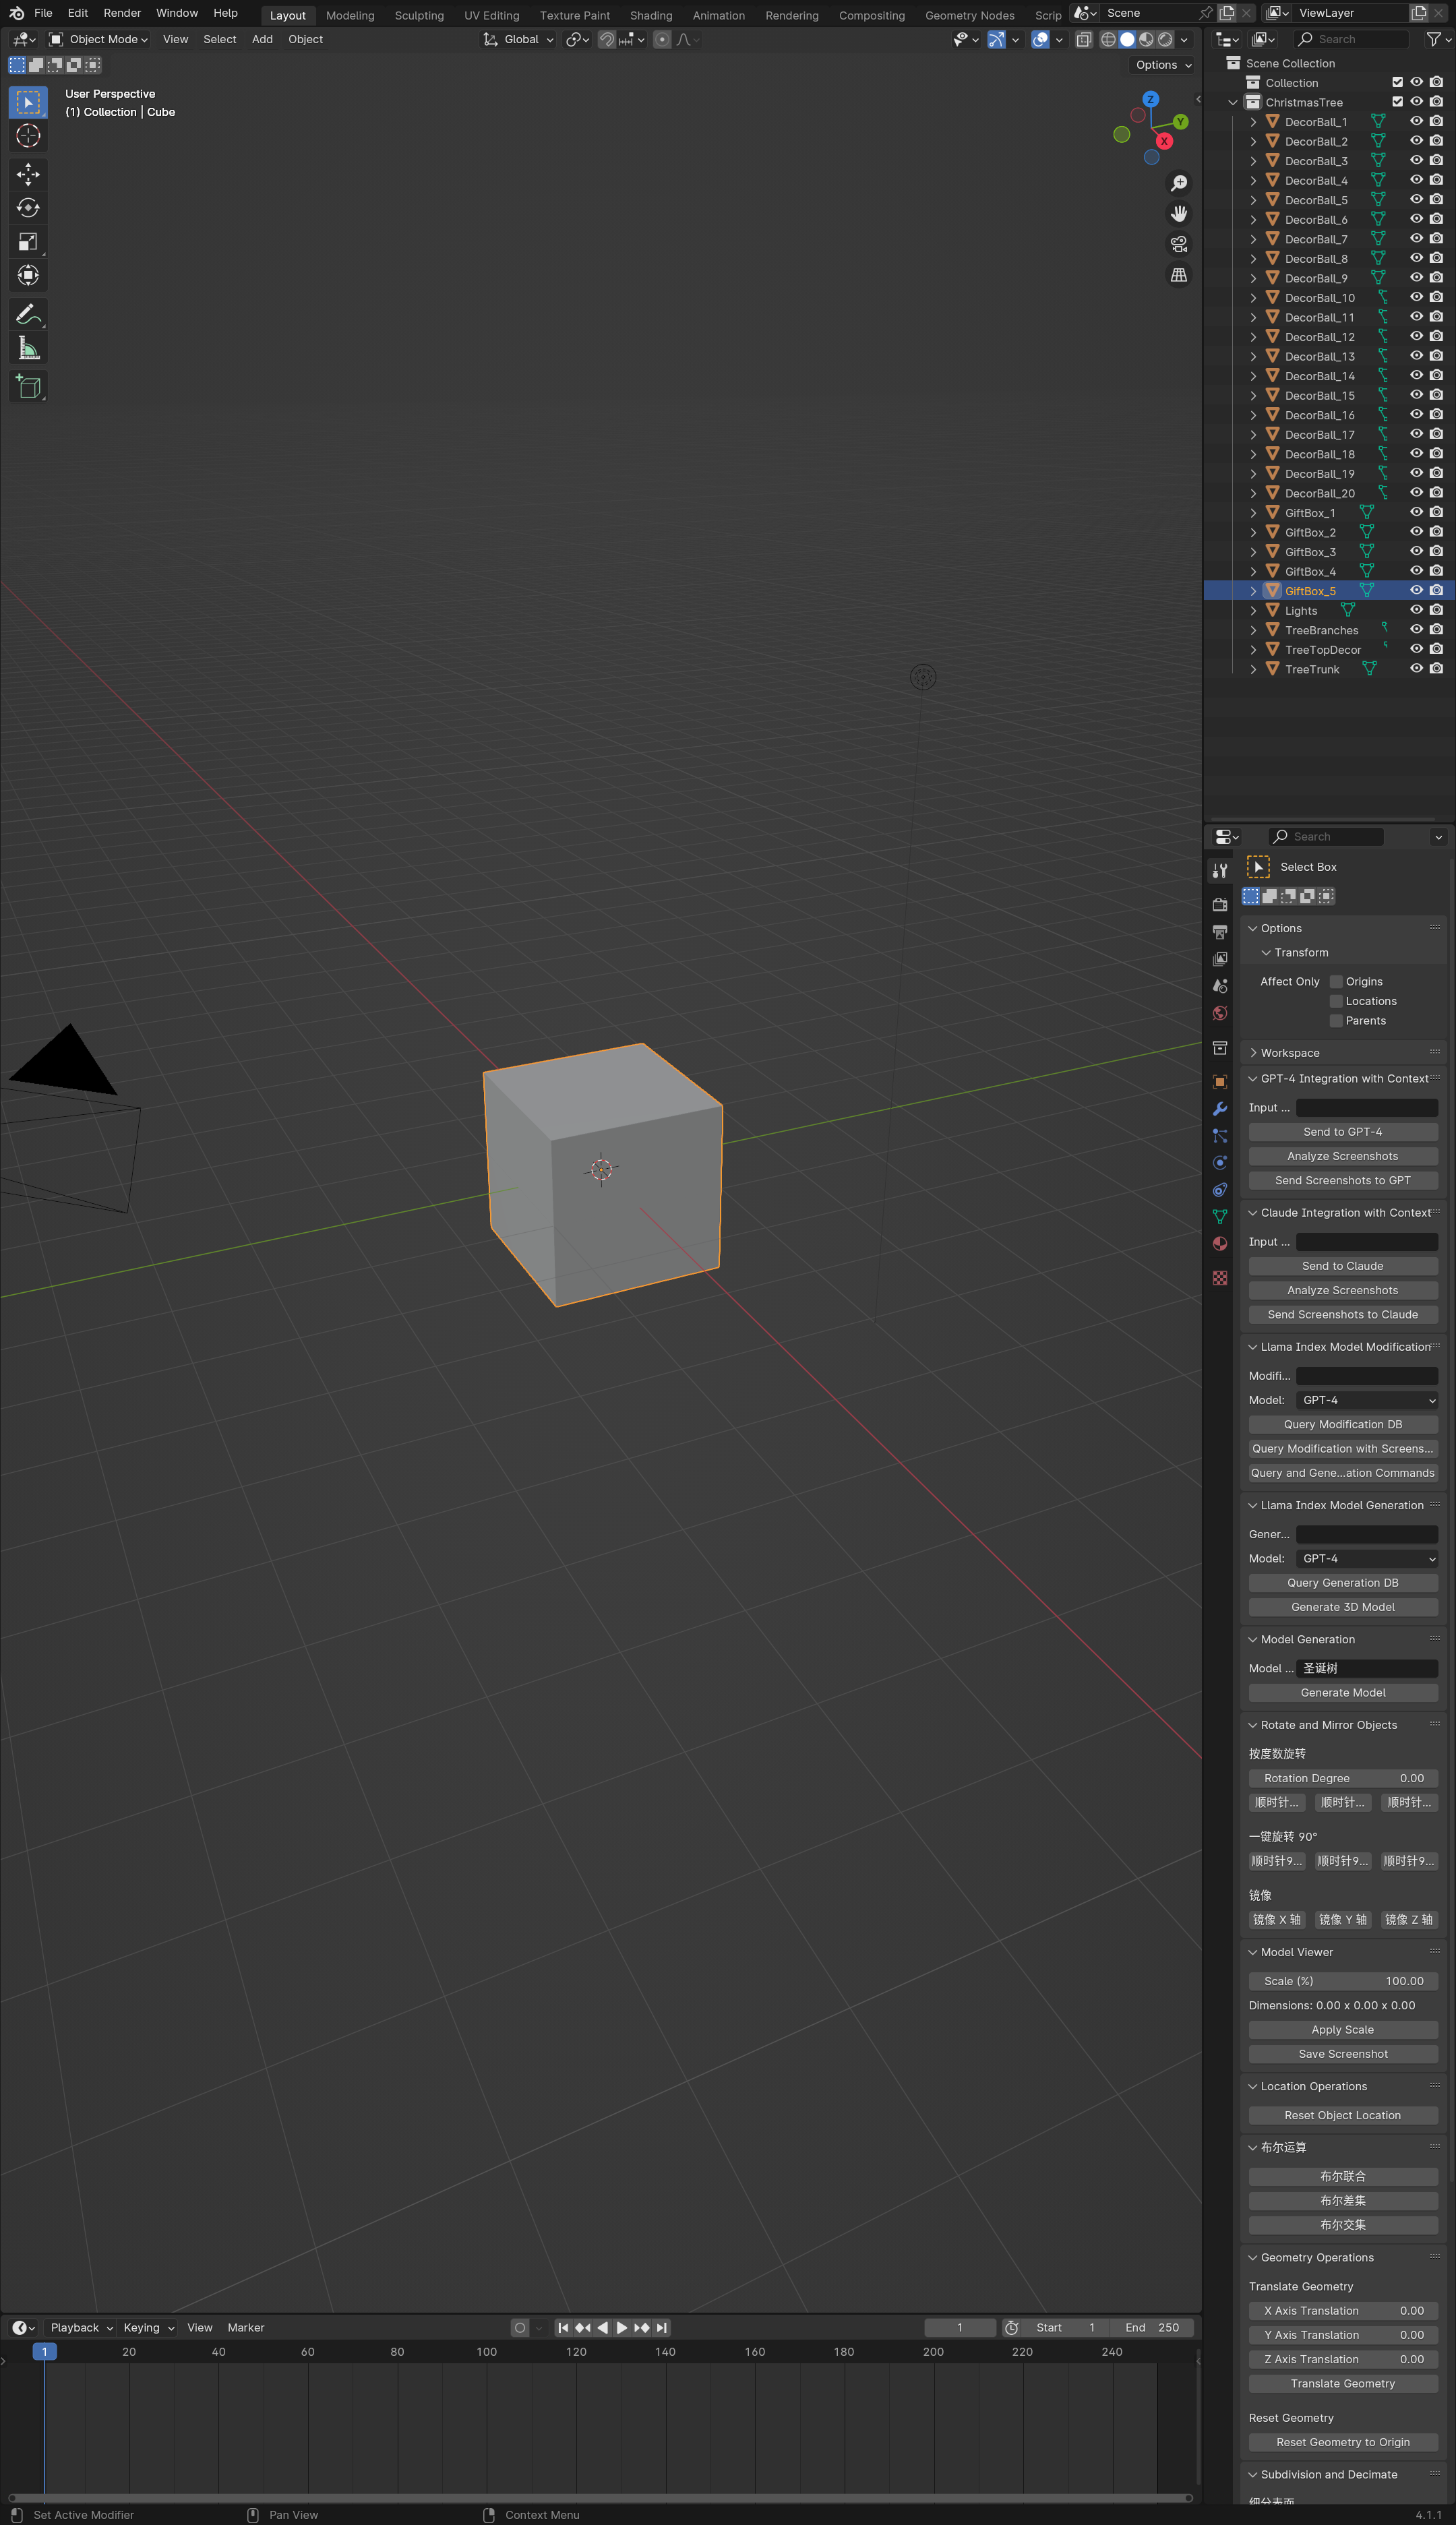 File Edit Render Window Help Layout Modeling Sculpting UV Editing Texture Paint Shading Animation Rendering Compositing Geometry Nodes Scrip Scene ViewLayer
Object Mode View Select Add Object Global Search
Options
User Perspective
(1) Collection | Cube
Z
Y
X
Scene Collection
Collection
ChristmasTree
DecorBall_1
DecorBall_2
DecorBall_3
DecorBall_4
DecorBall_5
DecorBall_6
DecorBall_7
DecorBall_8
DecorBall_9
DecorBall_10
DecorBall_11
DecorBall_12
DecorBall_13
DecorBall_14
DecorBall_15
DecorBall_16
DecorBall_17
DecorBall_18
DecorBall_19
DecorBall_20
GiftBox_1
GiftBox_2
GiftBox_3
GiftBox_4
GiftBox_5
Lights
TreeBranches
TreeTopDecor
TreeTrunk
Search
Select Box
Options
Transform
Affect Only Origins
Locations
Parents
Workspace
GPT-4 Integration with Context
Input ...
Send to GPT-4
Analyze Screenshots
Send Screenshots to GPT
Claude Integration with Context
Input ...
Send to Claude
Analyze Screenshots
Send Screenshots to Claude
Llama Index Model Modification
Modifi...
Model: GPT-4
Query Modification DB
Query Modification with Screens...
Query and Gene...ation Commands
Llama Index Model Generation
Gener...
Model: GPT-4
Query Generation DB
Generate 3D Model
Model Generation
Model ... 圣诞树
Generate Model
Rotate and Mirror Objects
按度数旋转
Rotation Degree 0.00
顺时针... 顺时针... 顺时针...
一键旋转 90°
顺时针9... 顺时针9... 顺时针9...
镜像
镜像 X 轴 镜像 Y 轴 镜像 Z 轴
Model Viewer
Scale (%) 100.00
Dimensions: 0.00 x 0.00 x 0.00
Apply Scale
Save Screenshot
Location Operations
Reset Object Location
布尔运算
布尔联合
布尔差集
布尔交集
Geometry Operations
Translate Geometry
X Axis Translation 0.00
Y Axis Translation 0.00
Z Axis Translation 0.00
Translate Geometry
Reset Geometry
Reset Geometry to Origin
Subdivision and Decimate
细分表面
Playback Keying View Marker 1 Start 1 End 250
1 20 40 60 80 100 120 140 160 180 200 220 240
Set Active Modifier Pan View Context Menu 4.1.1